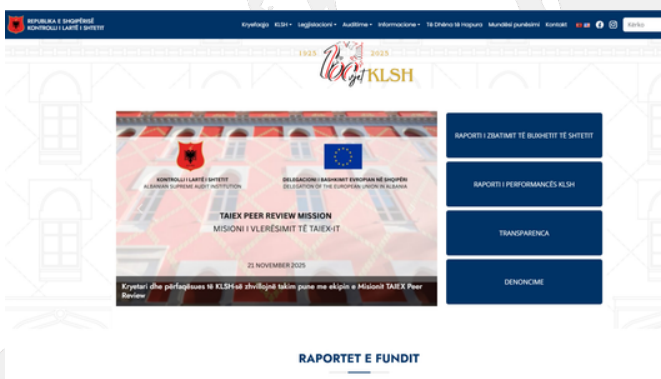 REPUBLIKA E SHQIPËRISË
KONTROLLI I LARTË I SHTETIT
Kryefaqja KLSH Legjislacioni Auditime Informacione Të Dhëna të Hapura Mundësi punësimi Kontakt
Kërko
1925 2025
100 Vjet KLSH
KONTROLLI I LARTË I SHTETIT
ALBANIAN SUPREME AUDIT INSTITUTION
DELEGACIONI I BASHKIMIT EVROPIAN NË SHQIPËRI
DELEGATION OF THE EUROPEAN UNION IN ALBANIA
TAIEX PEER REVIEW MISSION
MISIONI I VLERËSIMIT TË TAIEX-IT
21 NOVEMBER 2025
Kryetari dhe përfaqësues të KLSH-së zhvillojnë takim pune me ekipin e Misionit TAIEX Peer
Review
RAPORTI I ZBATIMIT TË BUXHETIT TË SHTETIT
RAPORTI I PERFORMANCËS KLSH
TRANSPARENCA
DENONCIME
RAPORTET E FUNDIT